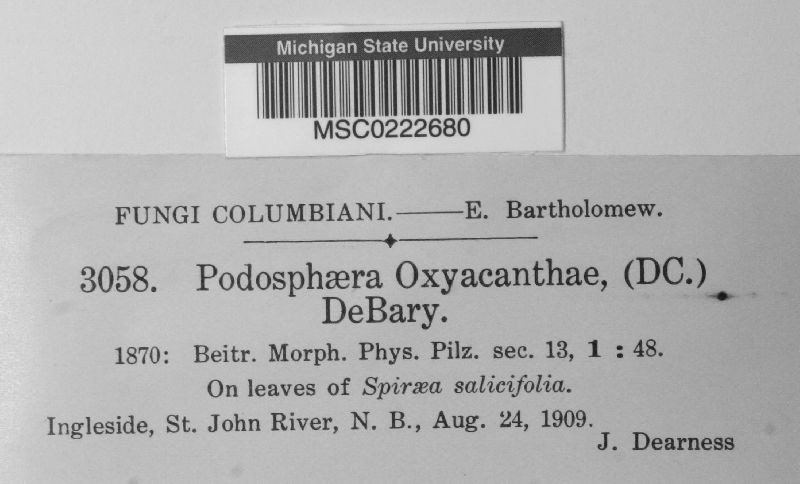 Michigan State University
MSC0222680
FUNGI COLUMBIANI.——E. Bartholomew.
3058. Podosphæra Oxyacanthae, (DC.)
DeBary.
1870: Beitr. Morph. Phys. Pilz. sec. 13, 1 : 48.
On leaves of Spiræa salicifolia.
Ingleside, St. John River, N. B., Aug. 24, 1909.
J. Dearness